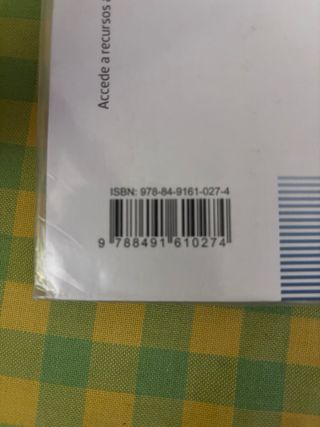 Accede a recursos
ISBN: 978-84-9161-027-4
9 788491 610274